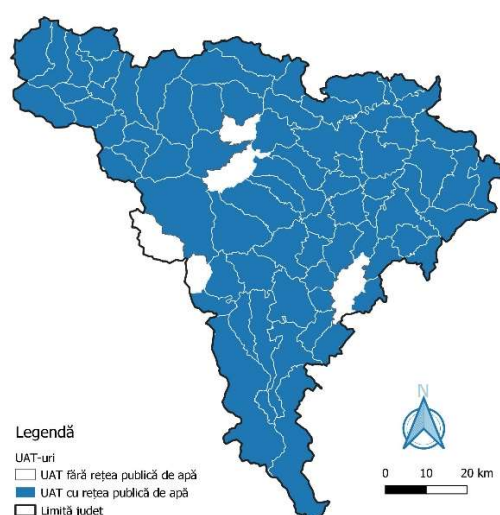 N
0 10 20 km
Legendă
UAT-uri
UAT fără rețea publică de apă
UAT cu rețea publică de apă
Limită județ